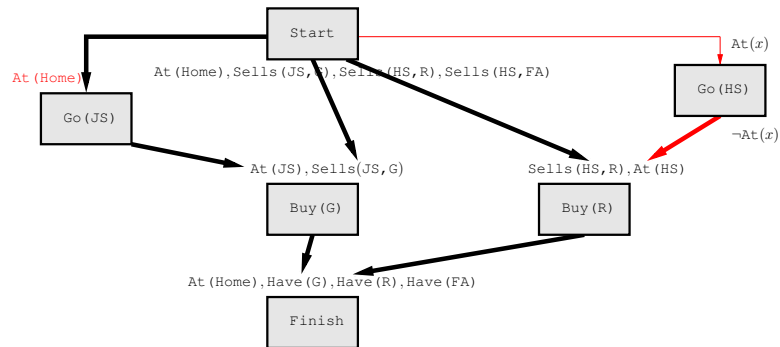 Start
At(x)
At(Home),Sells(JS,G),Sells(HS,R),Sells(HS,FA)
At(Home)
Go(HS)
Go(JS)
¬At(x)
At(JS),Sells(JS,G)
Sells(HS,R),At(HS)
Buy(G)
Buy(R)
At(Home),Have(G),Have(R),Have(FA)
Finish